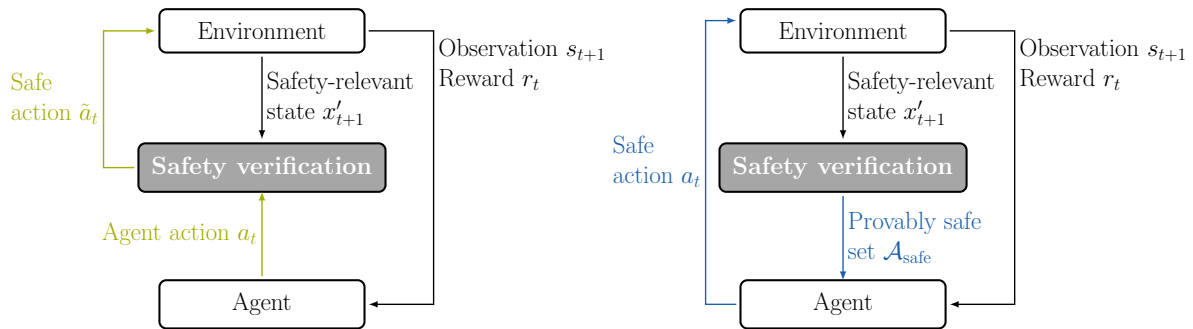 Environment
Observation s_{t+1}
Reward r_t
Safety-relevant
state x'_{t+1}
Safe
action ã_t
Safety verification
Agent action a_t
Agent
Environment
Observation s_{t+1}
Reward r_t
Safety-relevant
state x'_{t+1}
Safe
action a_t
Safety verification
Provably safe
set 𝒜_safe
Agent